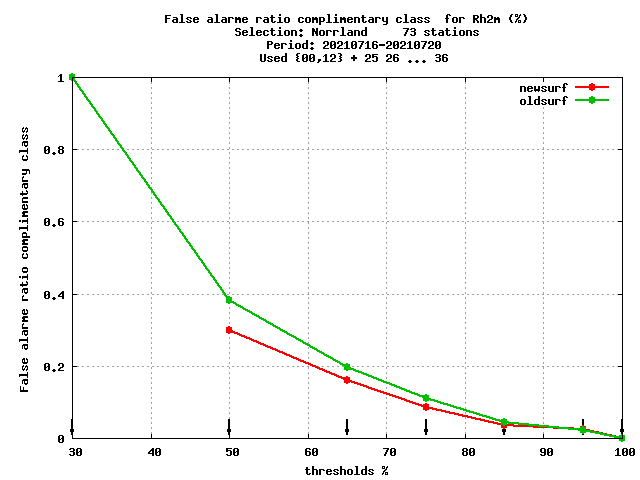 False alarme ratio complimentary class  for Rh2m (%)
Selection: Norrland     73 stations
Period: 20210716-20210720
Used {00,12} + 25 26 ... 36
newsurf
oldsurf
False alarme ratio complimentary class
1
0.8
0.6
0.4
0.2
0
30 40 50 60 70 80 90 100
thresholds %